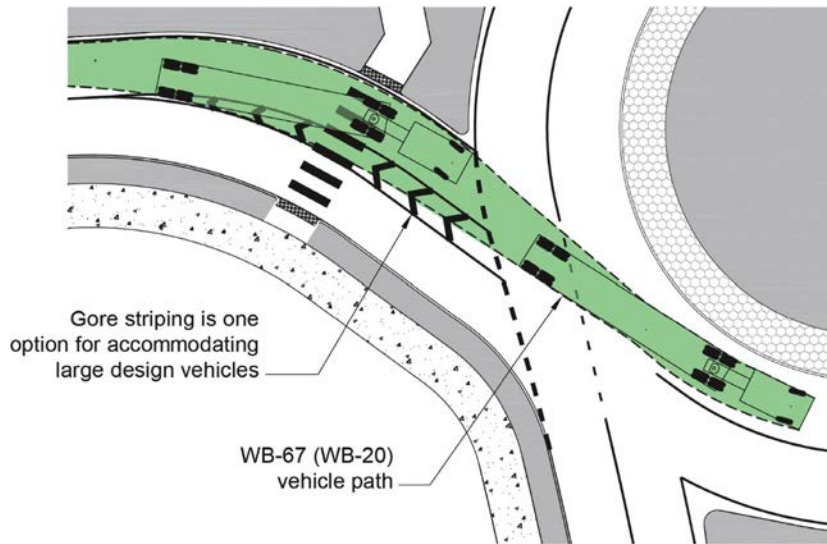 Gore striping is one
option for accommodating
large design vehicles
WB-67 (WB-20)
vehicle path